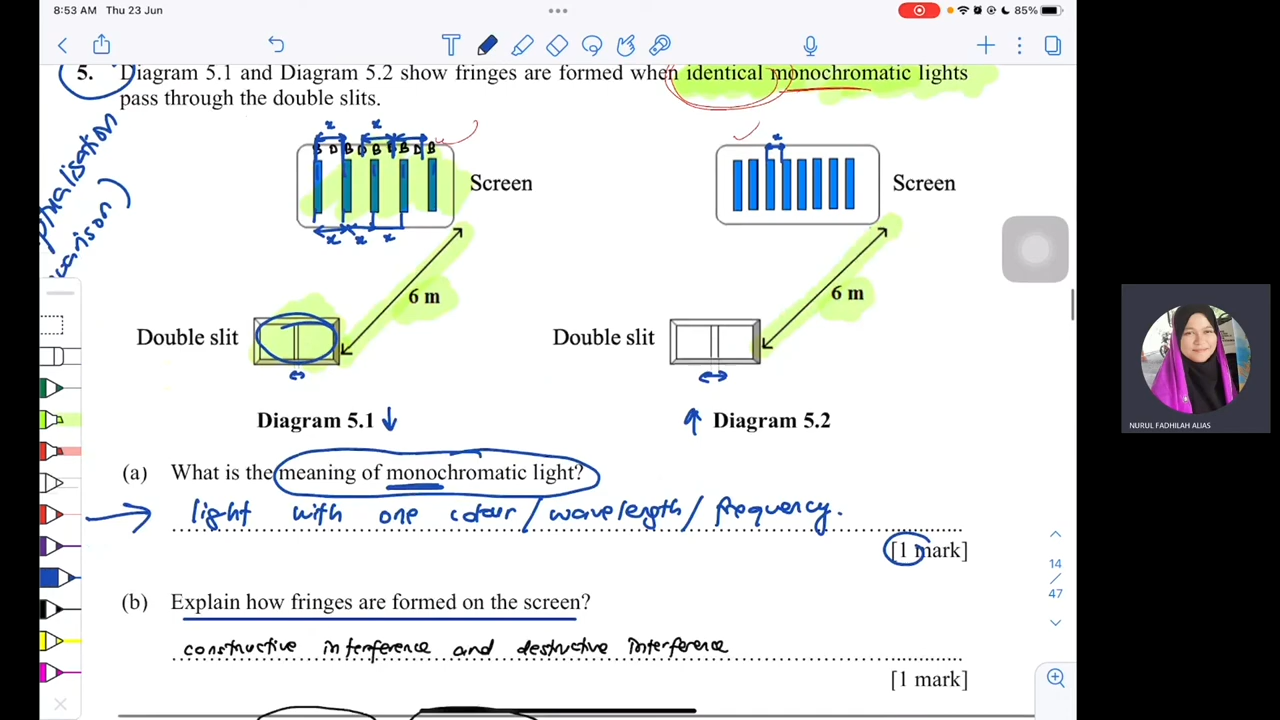 8:53 AM Thu 23 Jun
85%
5. Diagram 5.1 and Diagram 5.2 show fringes are formed when identical monochromatic lights
pass through the double slits.
x x x
B D B D B B D B
x
Screen
Screen
x x x
6 m
6 m
Double slit
Double slit
Diagram 5.1
Diagram 5.2
(a) What is the meaning of monochromatic light?
light with one colour/wavelength/frequency.
[1 mark]
(b) Explain how fringes are formed on the screen?
constructive interference and destructive interference
[1 mark]
14
/
47
NURUL FADHILAH ALIAS